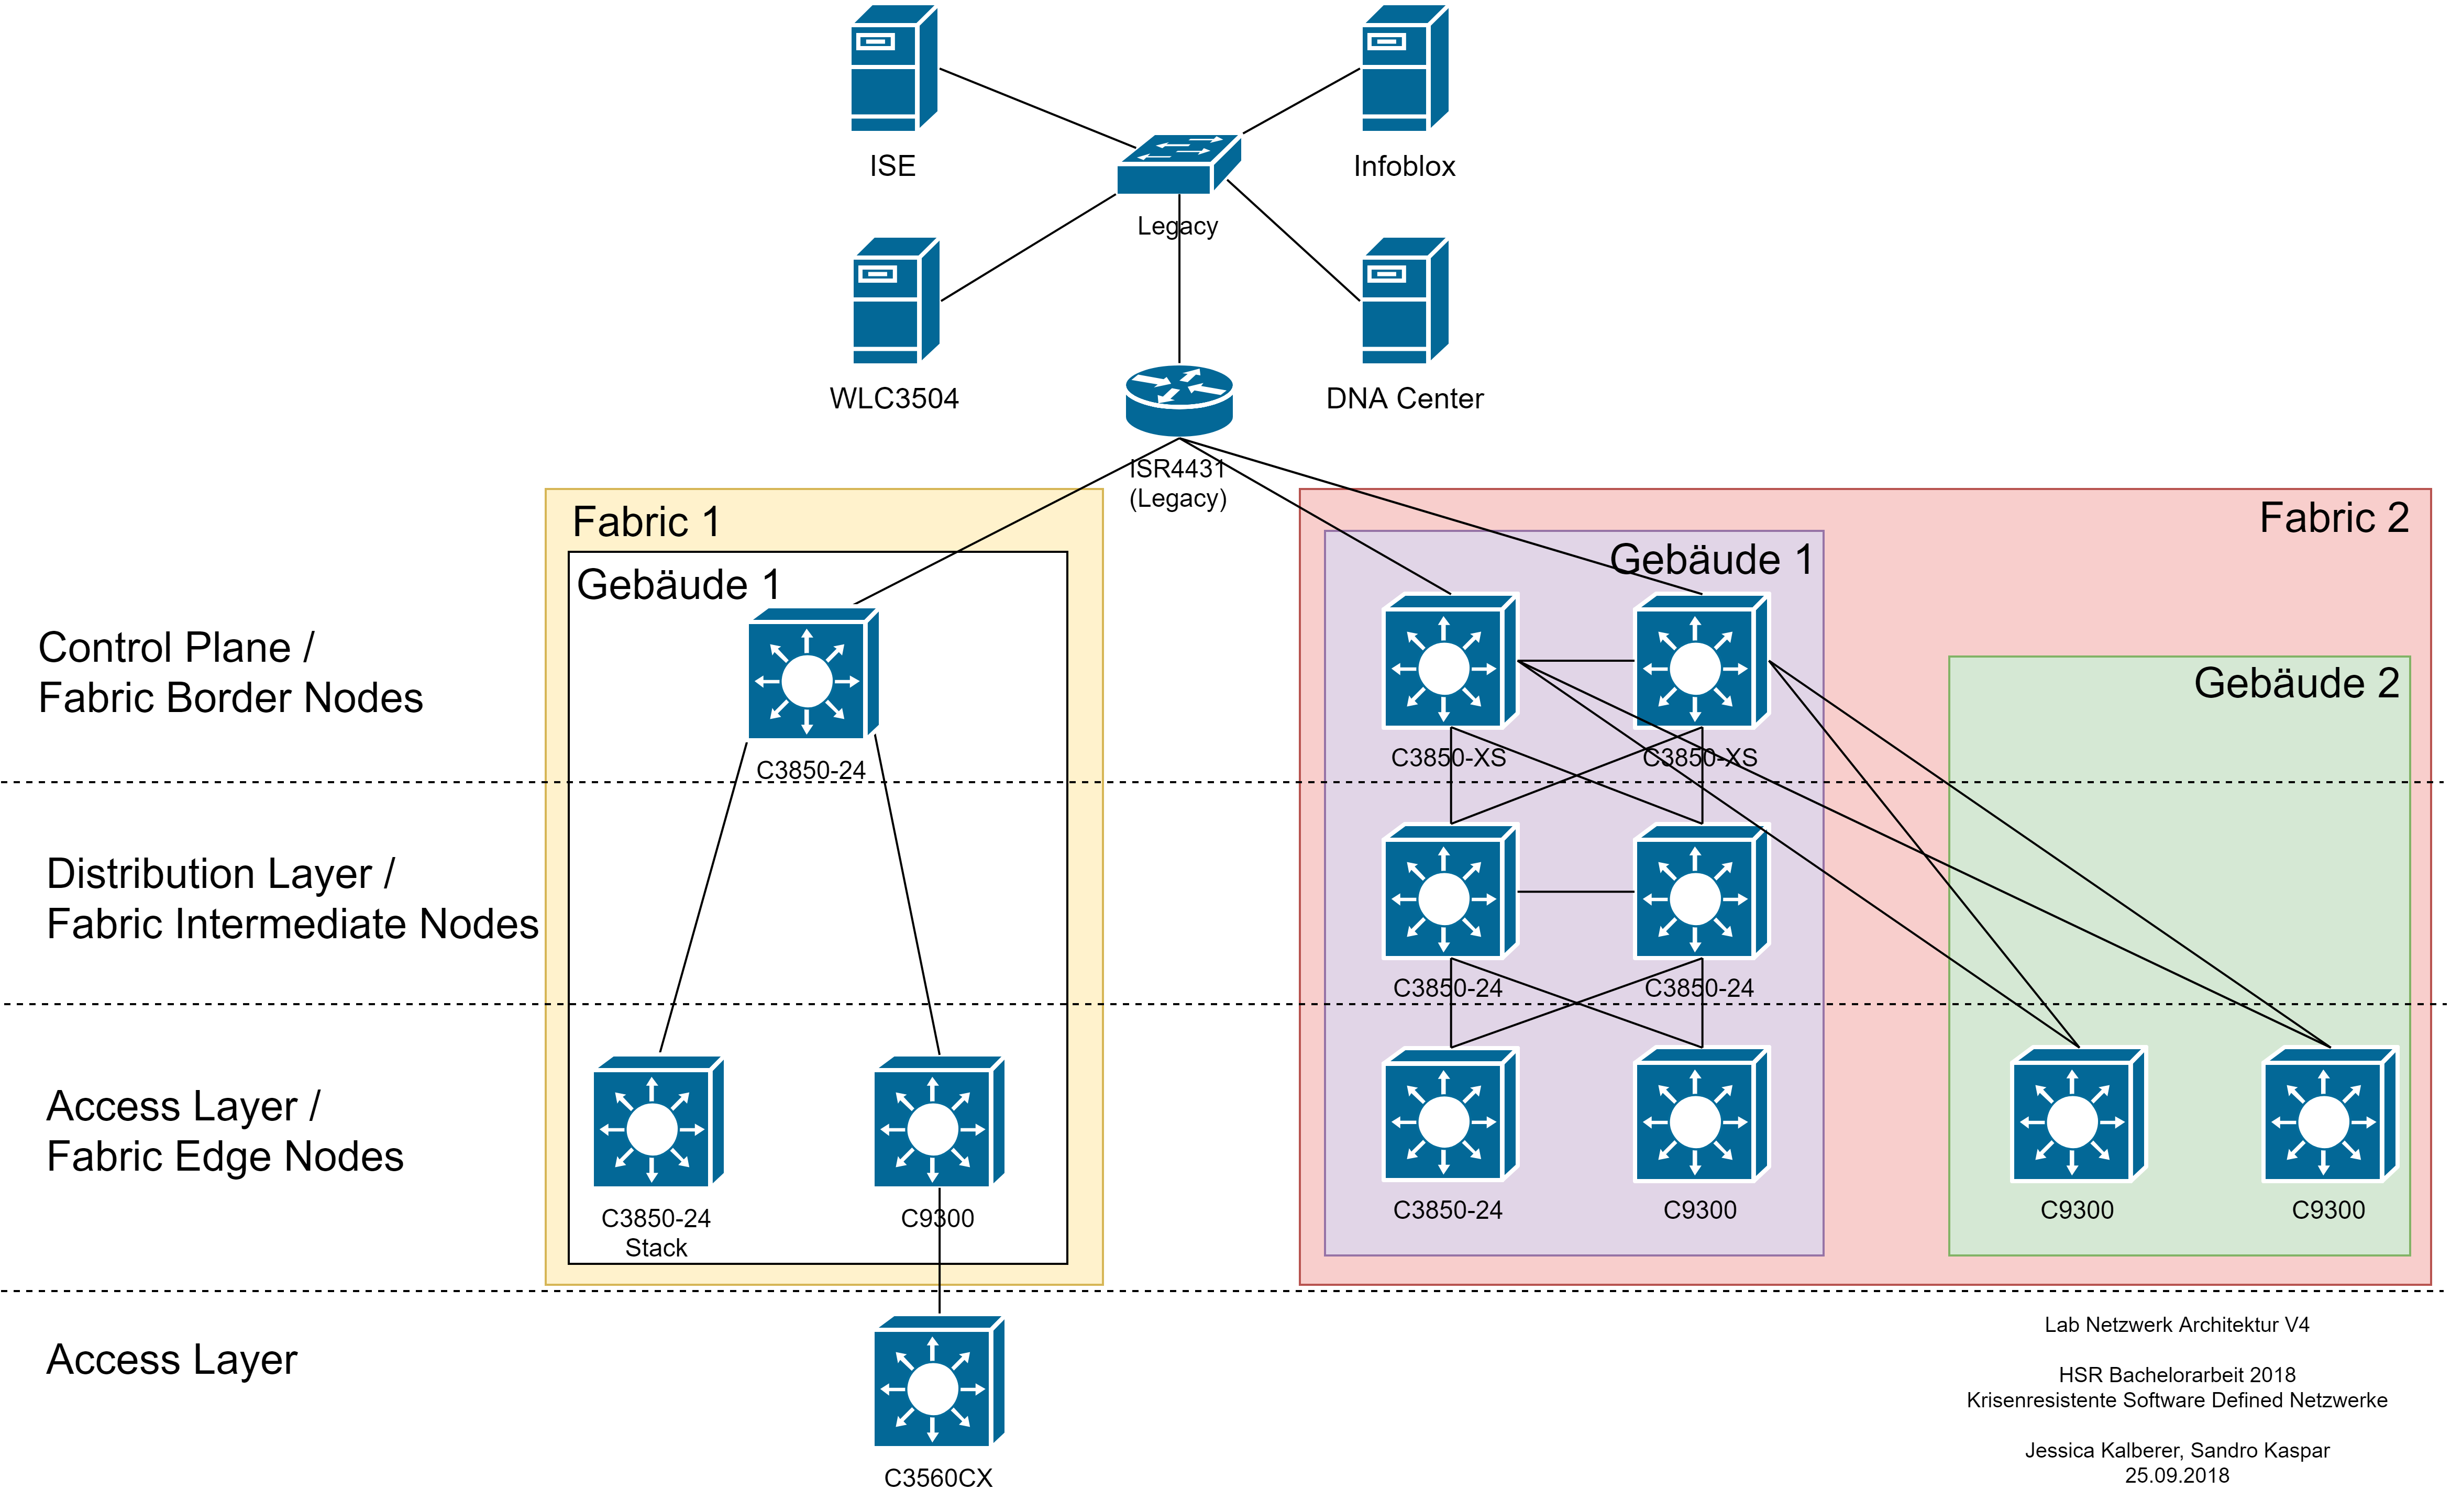 ISE
Infoblox
Legacy
WLC3504
DNA Center
ISR4431
(Legacy)
Fabric 1
Fabric 2
Gebäude 1
Gebäude 1
Gebäude 2
Control Plane /
Fabric Border Nodes
C3850-24
C3850-XS
C3850-XS
Distribution Layer /
Fabric Intermediate Nodes
C3850-24
C3850-24
Access Layer /
Fabric Edge Nodes
C3850-24
Stack
C9300
C3850-24
C9300
C9300
C9300
Access Layer
C3560CX
Lab Netzwerk Architektur V4
HSR Bachelorarbeit 2018
Krisenresistente Software Defined Netzwerke
Jessica Kalberer, Sandro Kaspar
25.09.2018